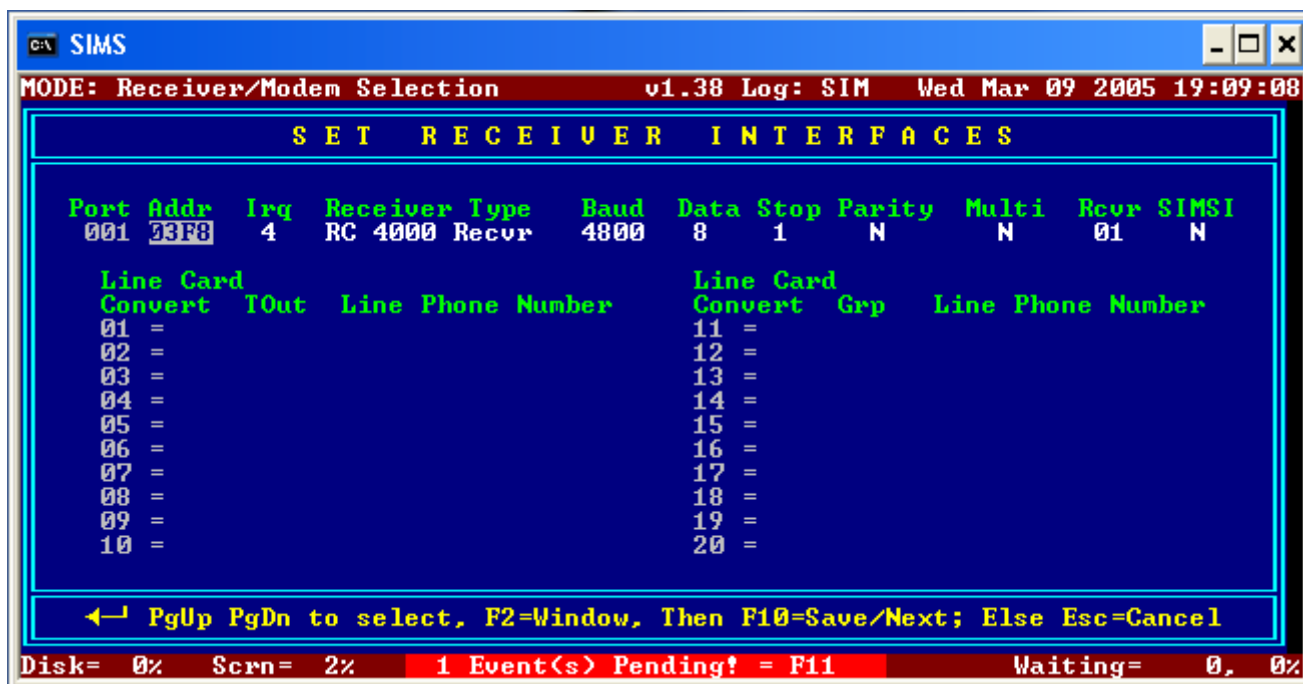 SIMS
MODE: Receiver/Modem Selection v1.38 Log: SIM Wed Mar 09 2005 19:09:08
S E T R E C E I V E R I N T E R F A C E S
Port Addr Irq Receiver Type Baud Data Stop Parity Multi Rcvr SIMSI
001 03F8 4 RC 4000 Recvr 4800 8 1 N N 01 N
Line Card Line Card
Convert TOut Line Phone Number Convert Grp Line Phone Number
01 = 11 =
02 = 12 =
03 = 13 =
04 = 14 =
05 = 15 =
06 = 16 =
07 = 17 =
08 = 18 =
09 = 19 =
10 = 20 =
◄┘ PgUp PgDn to select, F2=Window, Then F10=Save/Next; Else Esc=Cancel
Disk= 0% Scrn= 2% 1 Event(s) Pending! = F11 Waiting= 0, 0%